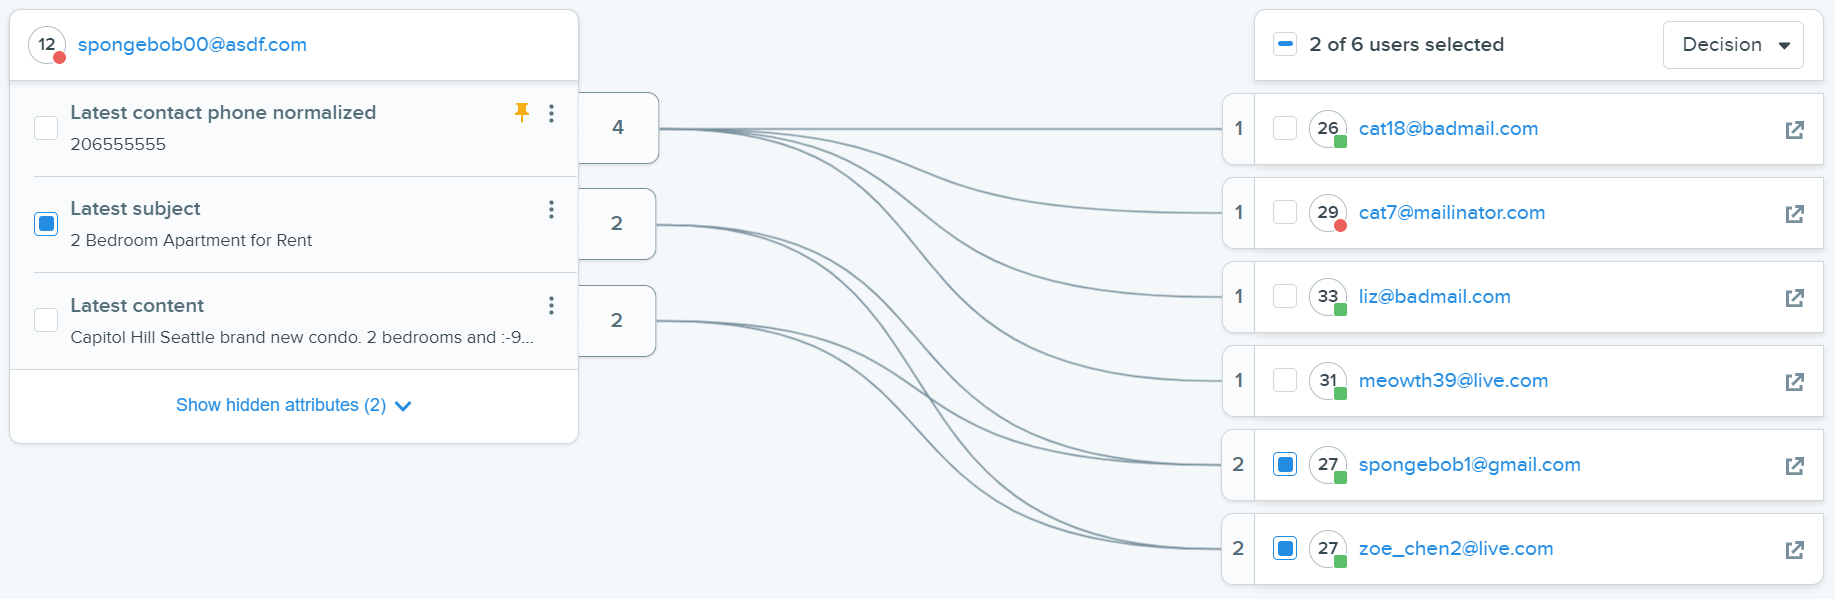 12 spongebob00@asdf.com
Latest contact phone normalized
206555555
4
Latest subject
2 Bedroom Apartment for Rent
2
Latest content
Capitol Hill Seattle brand new condo. 2 bedrooms and :-9...
2
Show hidden attributes (2)
2 of 6 users selected Decision
1 26 cat18@badmail.com
1 29 cat7@mailinator.com
1 33 liz@badmail.com
1 31 meowth39@live.com
2 27 spongebob1@gmail.com
2 27 zoe_chen2@live.com